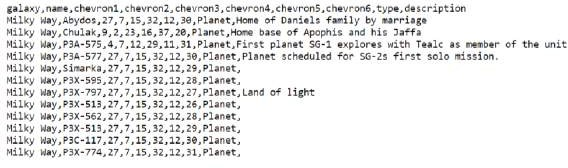 galaxy,name,chevron1,chevron2,chevron3,chevron4,chevron5,chevron6,type,description
Milky Way,Abydos,27,7,15,32,12,30,Planet,Home of Daniels family by marriage
Milky Way,Chulak,9,2,23,16,37,20,Planet,Home base of Apophis and his Jaffa
Milky Way,P3A-575,4,7,12,29,11,31,Planet,First planet SG-1 explores with Tealc as member of the unit
Milky Way,P3A-577,27,7,15,32,12,30,Planet,Planet scheduled for SG-2s first solo mission.
Milky Way,Simarka,27,7,15,32,12,29,Planet,
Milky Way,P3X-595,27,7,15,32,12,28,Planet,
Milky Way,P3X-797,27,7,15,32,12,27,Planet,Land of light
Milky Way,P3X-513,27,7,15,32,12,26,Planet,
Milky Way,P3X-562,27,7,15,32,12,28,Planet,
Milky Way,P3X-513,27,7,15,32,12,29,Planet,
Milky Way,P3C-117,27,7,15,32,12,30,Planet,
Milky Way,P3X-774,27,7,15,32,12,31,Planet,